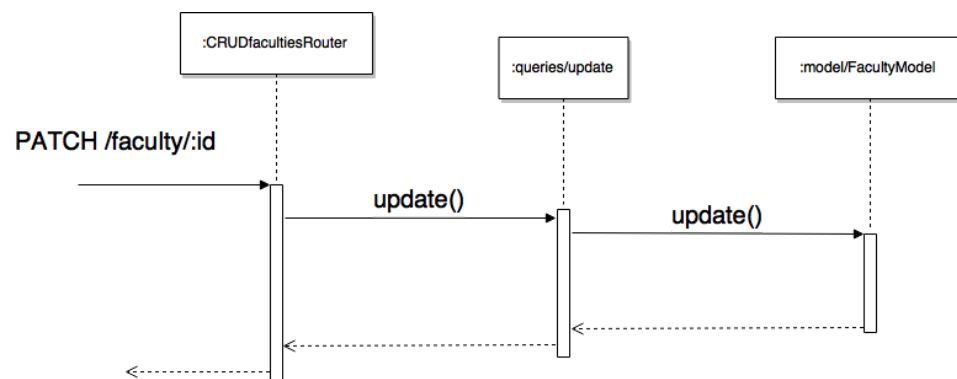 :CRUDfacultiesRouter
:queries/update
:model/FacultyModel
PATCH /faculty/:id
update()
update()